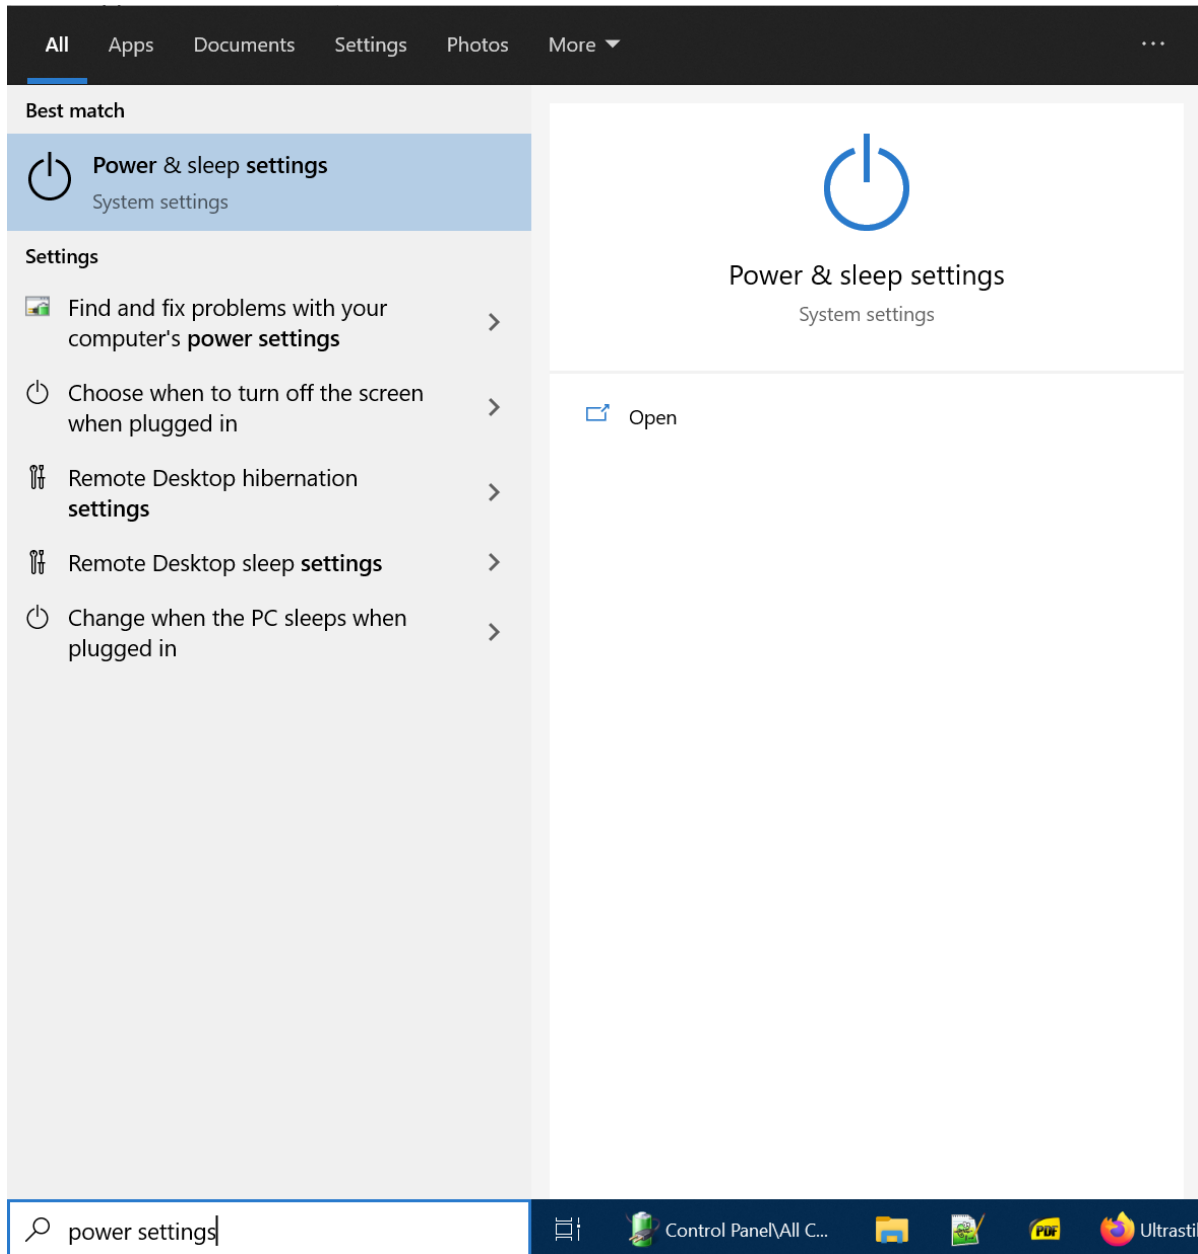 All Apps Documents Settings Photos More
Best match
Power & sleep settings
System settings
Settings
Find and fix problems with your
computer's power settings
Choose when to turn off the screen
when plugged in
Remote Desktop hibernation
settings
Remote Desktop sleep settings
Change when the PC sleeps when
plugged in
Power & sleep settings
System settings
Open
power settings
Control Panel\All C...
PDF
Ultrasti